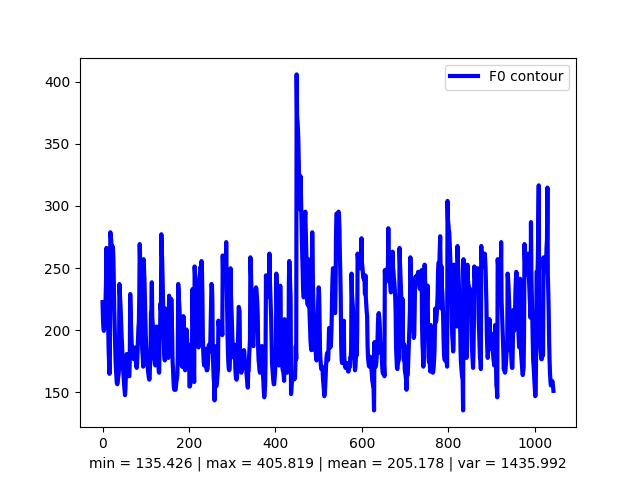 F0 contour
400
350
300
250
200
150
0 200 400 600 800 1000
min = 135.426 | max = 405.819 | mean = 205.178 | var = 1435.992